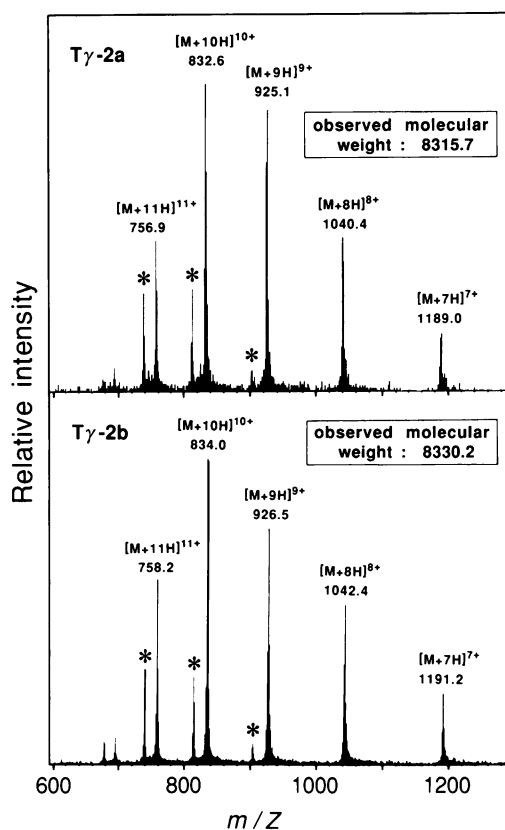 Tγ-2a
[M+10H]10+
832.6
[M+9H]9+
925.1
observed molecular
weight : 8315.7
[M+11H]11+
756.9
[M+8H]8+
1040.4
[M+7H]7+
1189.0
*
*
*
Relative intensity
Tγ-2b
[M+10H]10+
834.0
observed molecular
weight : 8330.2
[M+9H]9+
926.5
[M+11H]11+
758.2
[M+8H]8+
1042.4
[M+7H]7+
1191.2
*
*
*
600 800 1000 1200
m/Z